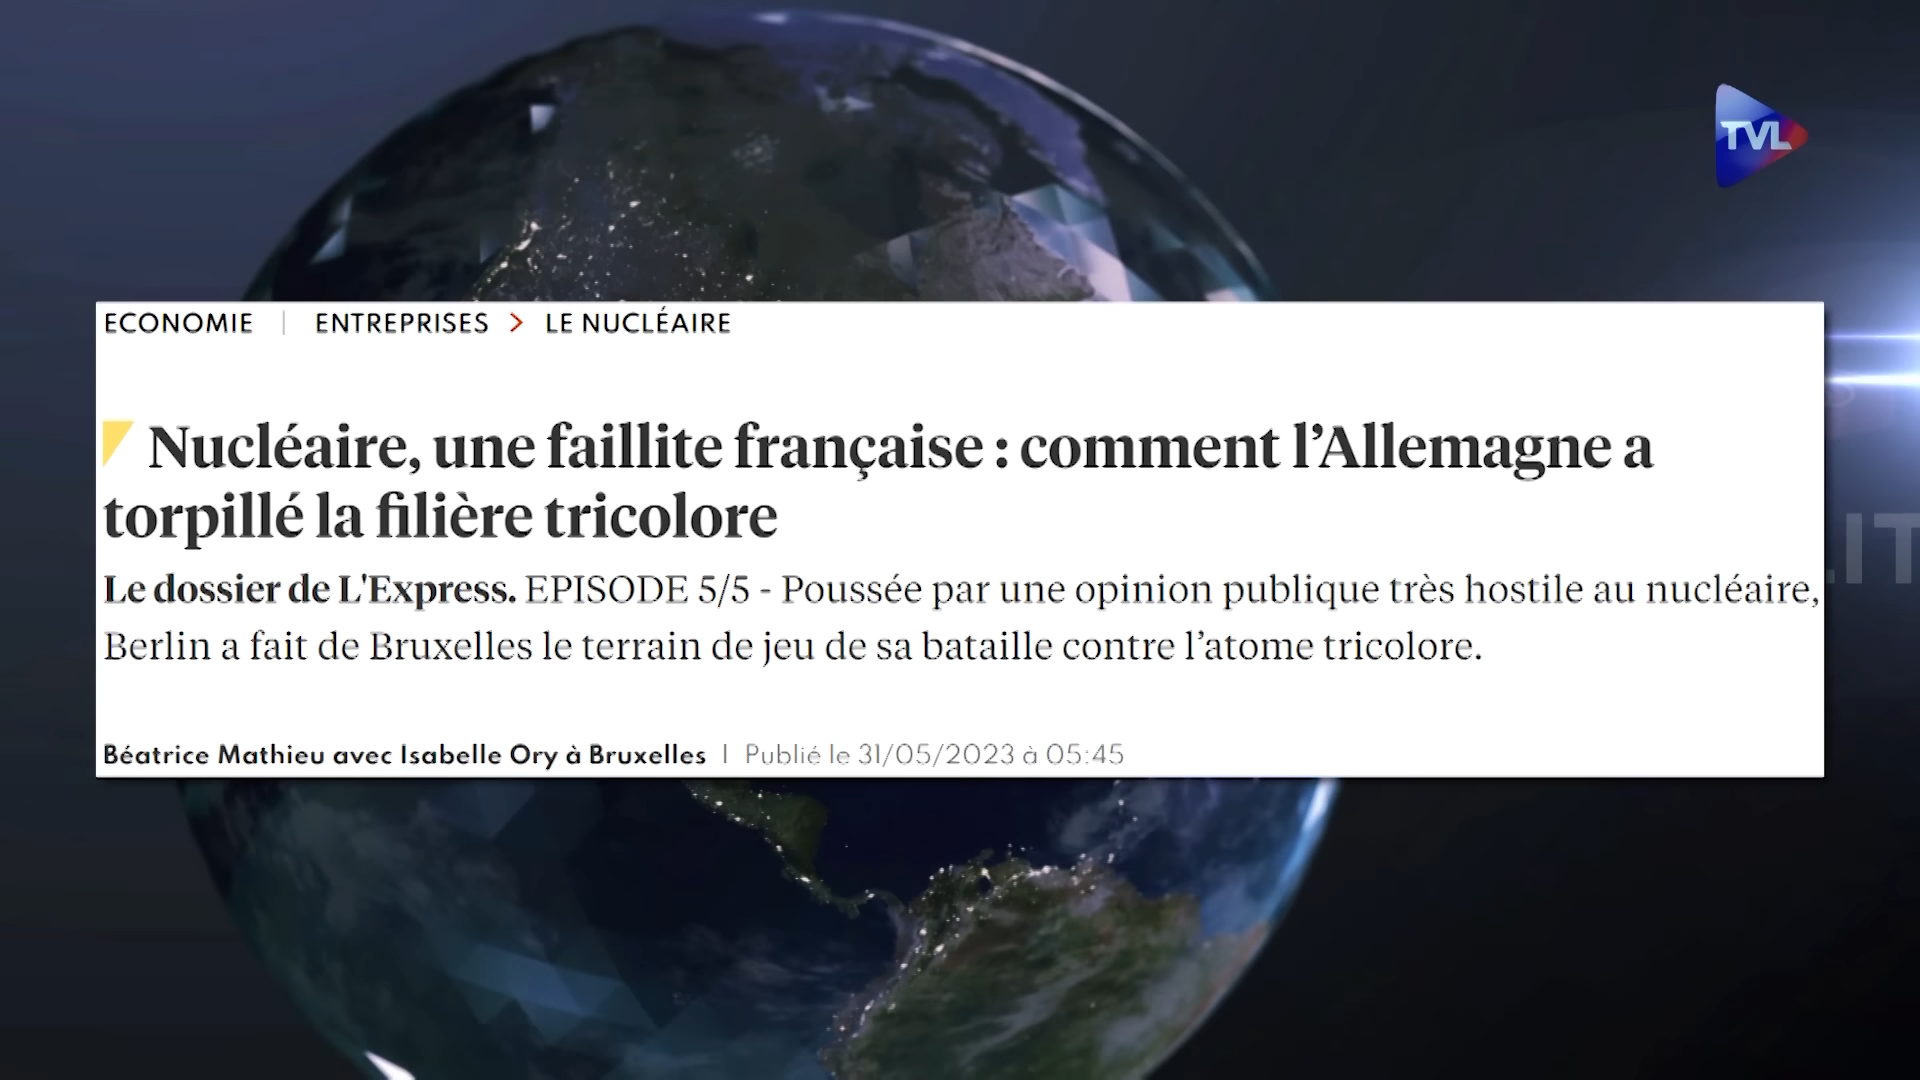 TVL
ECONOMIE | ENTREPRISES > LE NUCLÉAIRE
Nucléaire, une faillite française : comment l’Allemagne a
torpillé la filière tricolore
Le dossier de L'Express. EPISODE 5/5 - Poussée par une opinion publique très hostile au nucléaire,
Berlin a fait de Bruxelles le terrain de jeu de sa bataille contre l’atome tricolore.
Béatrice Mathieu avec Isabelle Ory à Bruxelles | Publié le 31/05/2023 à 05:45